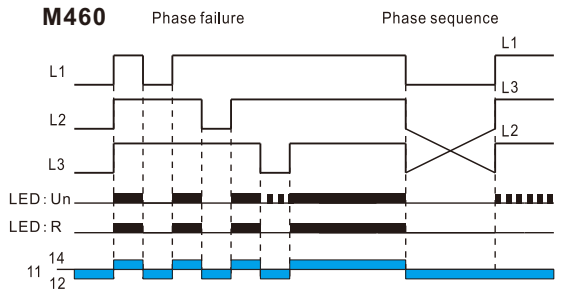 M460 Phase failure Phase sequence
L1
L1
L3
L2
L2
L3
LED: Un
LED: R
14
11
12